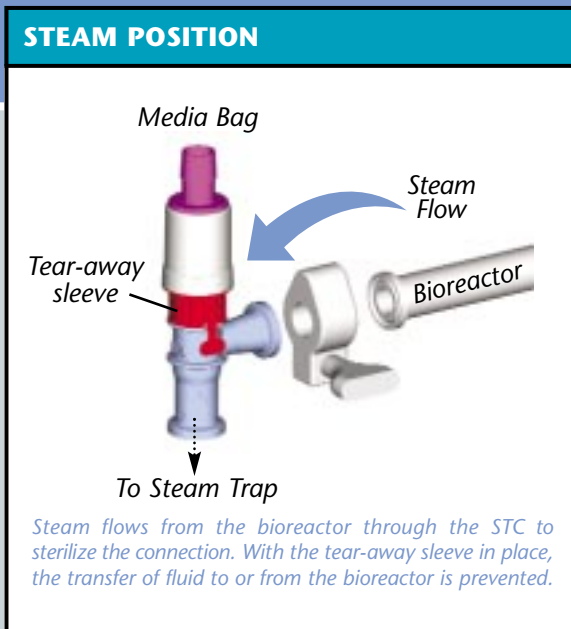 STEAM POSITION
Media Bag
Steam
Flow
Tear-away
sleeve
Bioreactor
To Steam Trap
Steam flows from the bioreactor through the STC to
sterilize the connection. With the tear-away sleeve in place,
the transfer of fluid to or from the bioreactor is prevented.